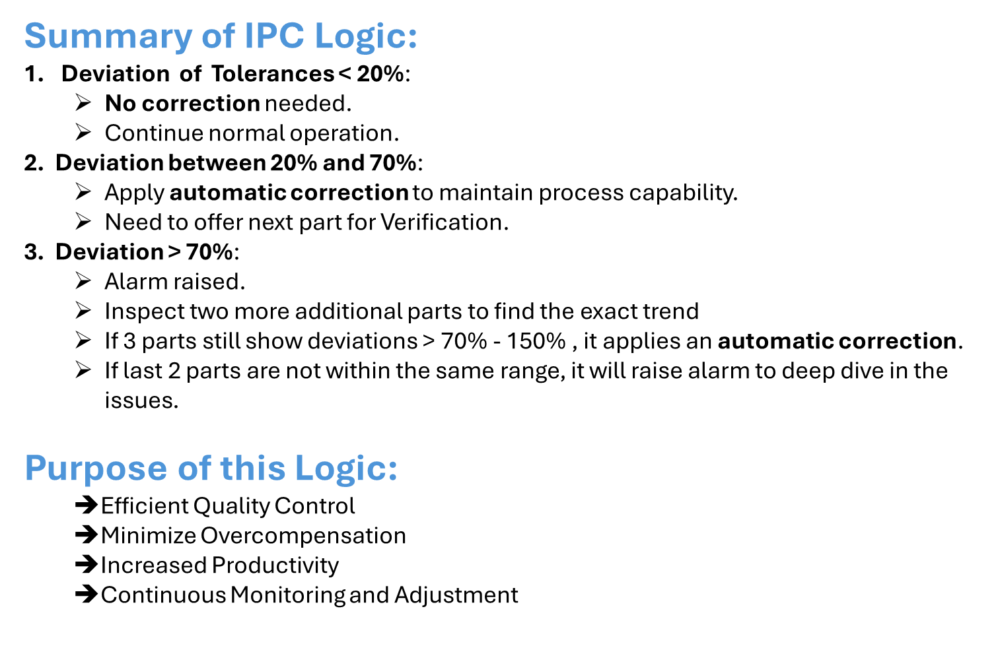 Summary of IPC Logic:
1. Deviation of Tolerances < 20%:
➢ No correction needed.
➢ Continue normal operation.
2. Deviation between 20% and 70%:
➢ Apply automatic correction to maintain process capability.
➢ Need to offer next part for Verification.
3. Deviation > 70%:
➢ Alarm raised.
➢ Inspect two more additional parts to find the exact trend
➢ If 3 parts still show deviations > 70% - 150% , it applies an automatic correction.
➢ If last 2 parts are not within the same range, it will raise alarm to deep dive in the
issues.
Purpose of this Logic:
➔ Efficient Quality Control
➔ Minimize Overcompensation
➔ Increased Productivity
➔ Continuous Monitoring and Adjustment